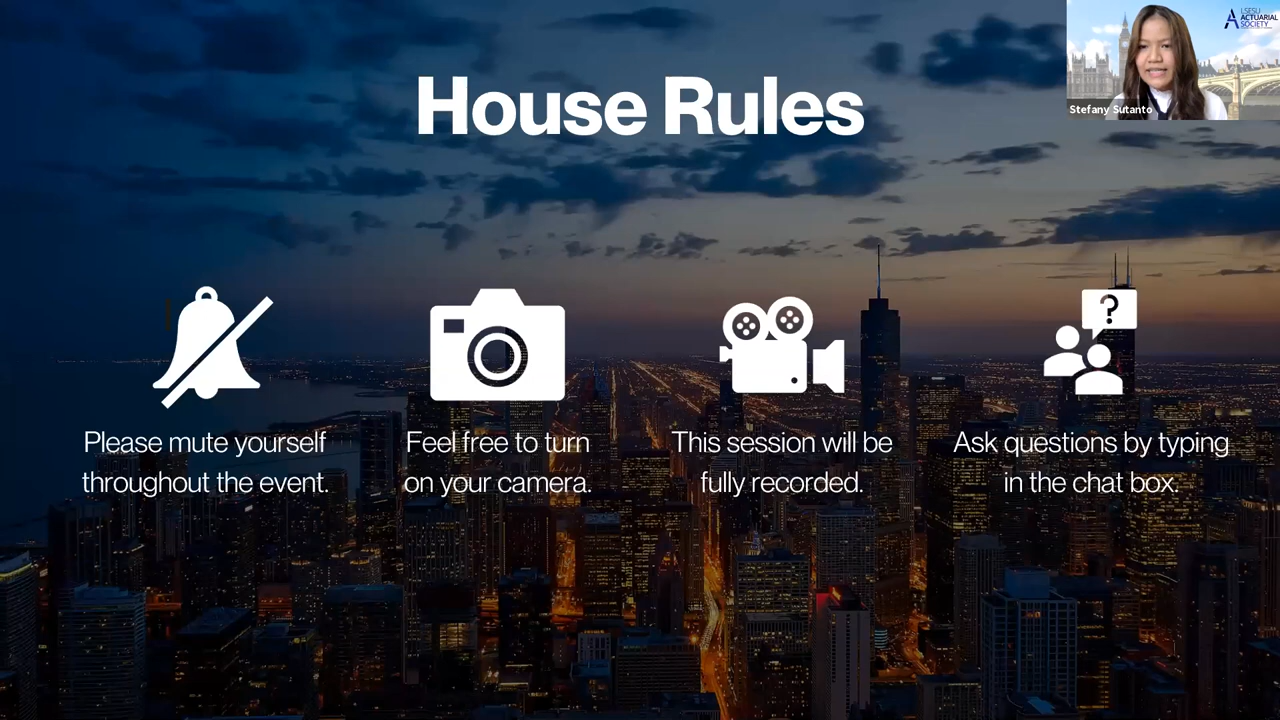 House Rules
LSESU
ACTUARIAL
SOCIETY
Stefany Sutanto
?
Please mute yourself
throughout the event.
Feel free to turn
on your camera.
This session will be
fully recorded.
Ask questions by typing
in the chat box.